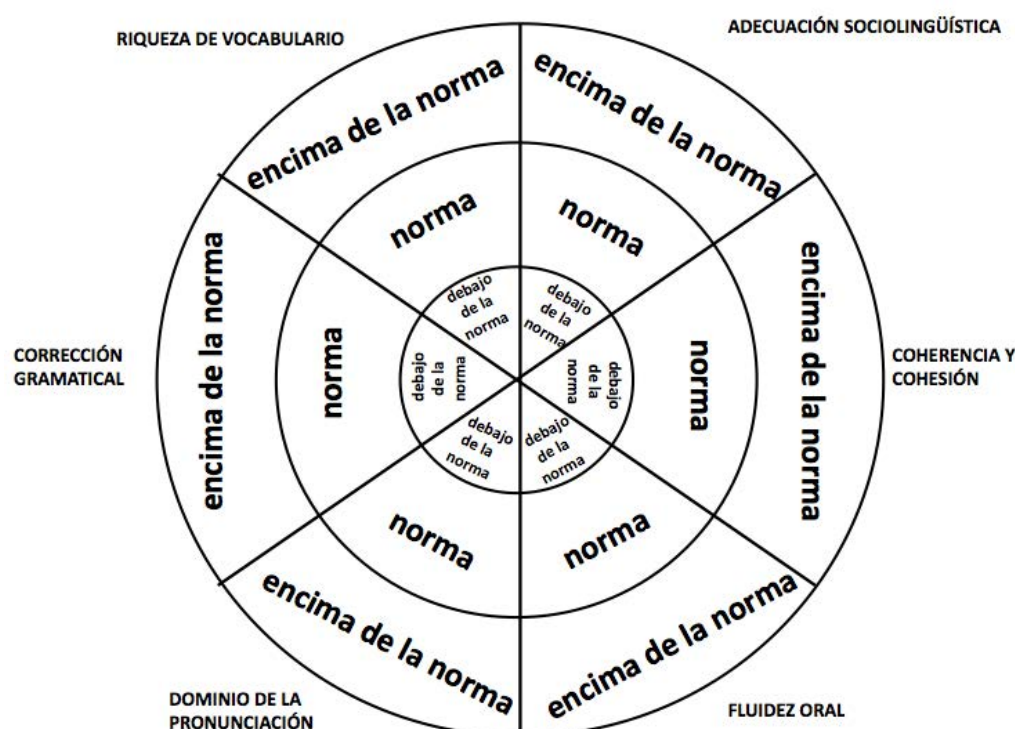 RIQUEZA DE VOCABULARIO
ADECUACIÓN SOCIOLINGÜÍSTICA
encima de la norma
encima de la norma
norma
norma
debajo
de la
norma
debajo
de la
norma
CORRECCIÓN
GRAMATICAL
encima de la norma
norma
debajo
de la
norma
debajo
de la
norma
norma
encima de la norma
COHERENCIA Y
COHESIÓN
debajo
de la
norma
debajo
de la
norma
norma
norma
encima de la norma
encima de la norma
DOMINIO DE LA
PRONUNCIACIÓN
FLUIDEZ ORAL